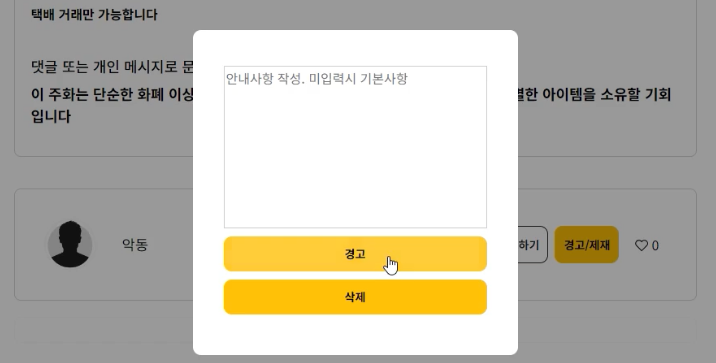 택배 거래만 가능합니다
댓글 또는 개인 메시지로 문
이 주화는 단순한 화폐 이상
한 아이템을 소유할 기회
입니다
안내사항 작성. 미입력시 기본사항
경고
삭제
악동
하기
경고/제재
0